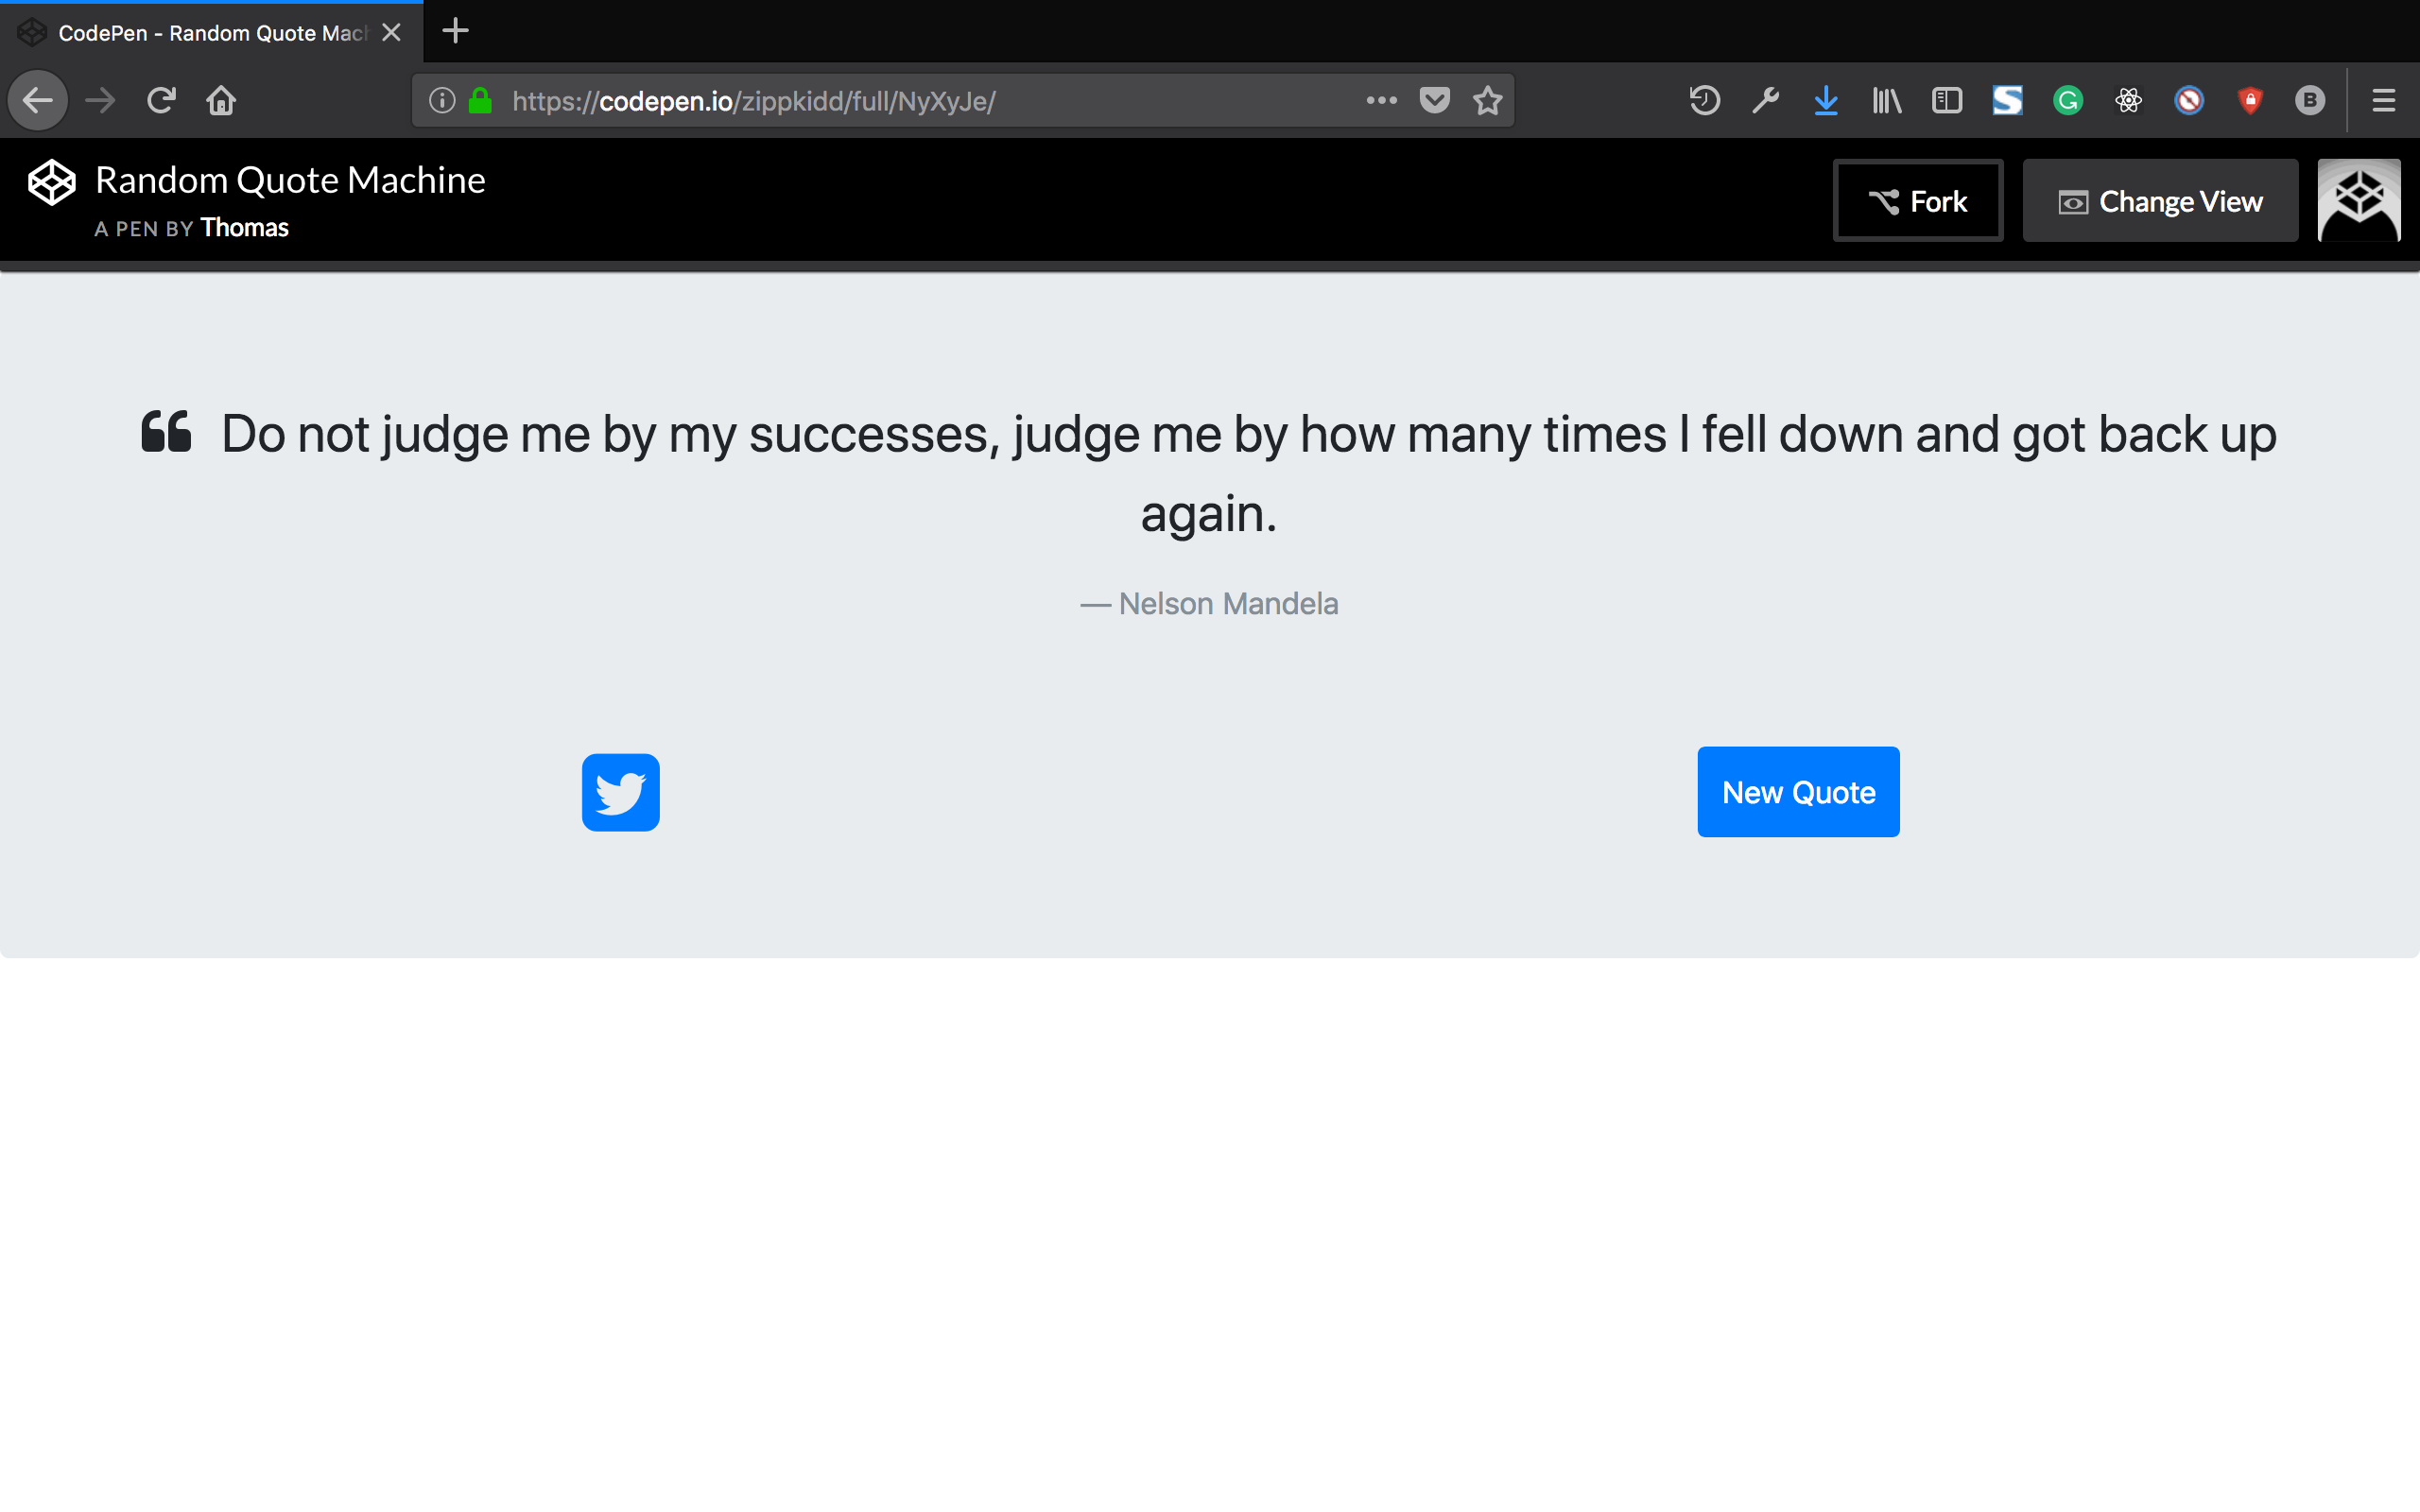 CodePen - Random Quote Mac
https://codepen.io/zippkidd/full/NyXyJe/
Random Quote Machine
A PEN BY Thomas
Fork
Change View
Do not judge me by my successes, judge me by how many times I fell down and got back up
again.
— Nelson Mandela
New Quote